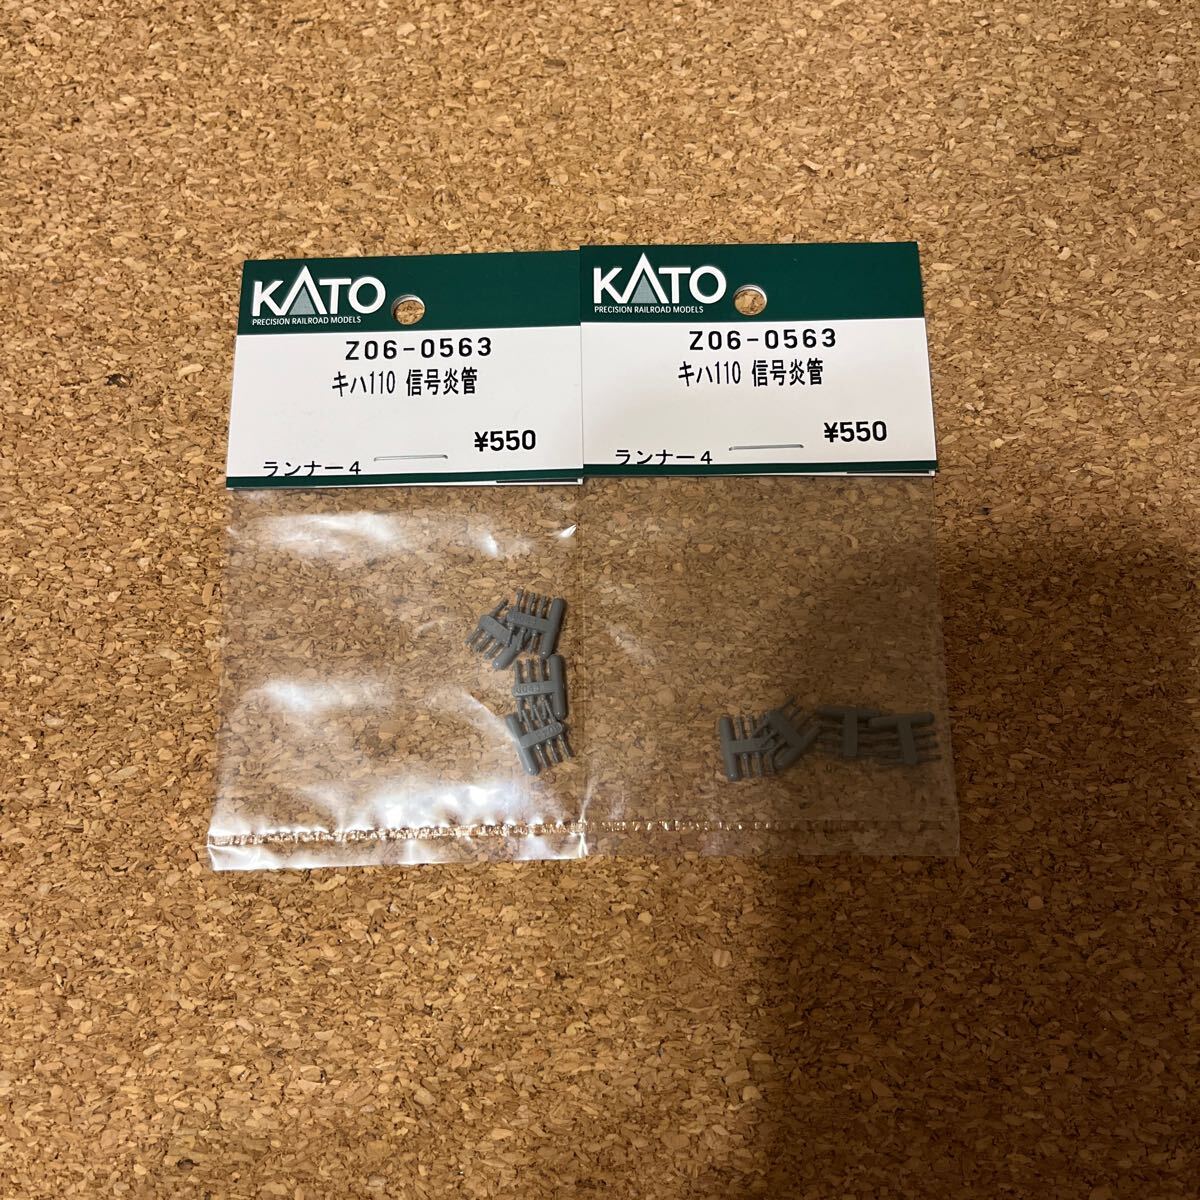 KATO
PRECISION RAILROAD MODELS
Z06-0563
キハ110 信号炎管
¥550
ランナー4
KATO
PRECISION RAILROAD MODELS
Z06-0563
キハ110 信号炎管
¥550
ランナー4